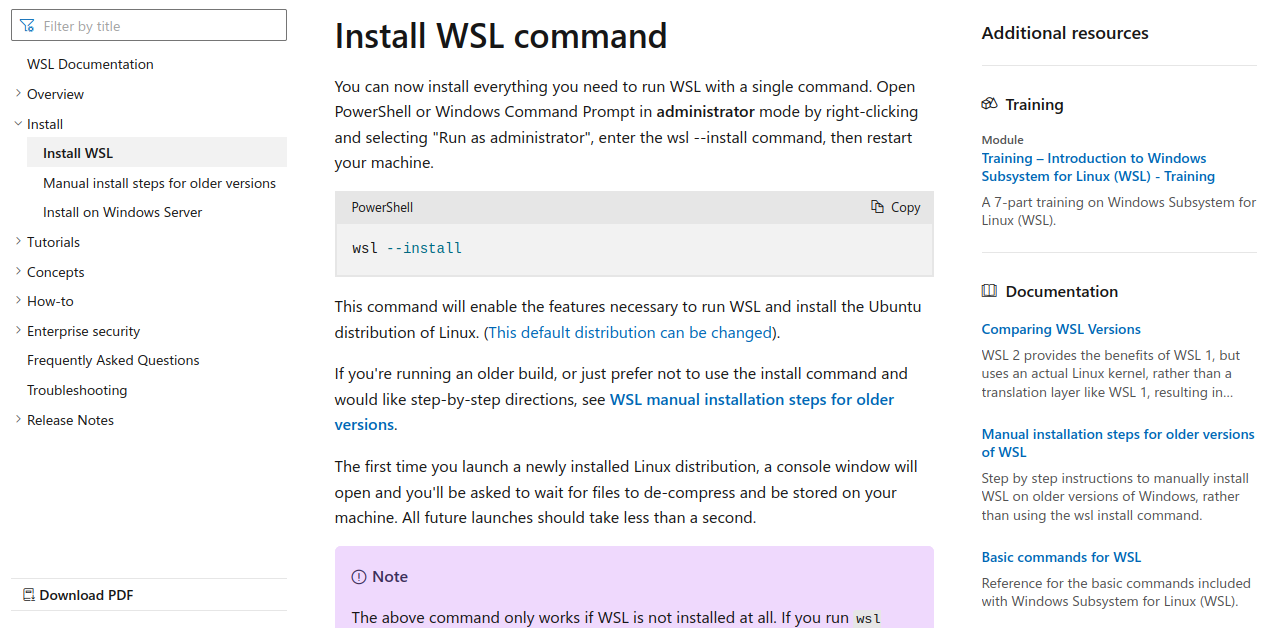 Filter by title
WSL Documentation
Overview
Install
Install WSL
Manual install steps for older versions
Install on Windows Server
Tutorials
Concepts
How-to
Enterprise security
Frequently Asked Questions
Troubleshooting
Release Notes
Download PDF
Install WSL command
You can now install everything you need to run WSL with a single command. Open
PowerShell or Windows Command Prompt in administrator mode by right-clicking
and selecting "Run as administrator", enter the wsl --install command, then restart
your machine.
PowerShell
Copy
wsl --install
This command will enable the features necessary to run WSL and install the Ubuntu
distribution of Linux. (This default distribution can be changed).
If you're running an older build, or just prefer not to use the install command and
would like step-by-step directions, see WSL manual installation steps for older
versions.
The first time you launch a newly installed Linux distribution, a console window will
open and you'll be asked to wait for files to de-compress and be stored on your
machine. All future launches should take less than a second.
Note
The above command only works if WSL is not installed at all. If you run wsl
Additional resources
Training
Module
Training – Introduction to Windows
Subsystem for Linux (WSL) - Training
A 7-part training on Windows Subsystem for
Linux (WSL).
Documentation
Comparing WSL Versions
WSL 2 provides the benefits of WSL 1, but
uses an actual Linux kernel, rather than a
translation layer like WSL 1, resulting in…
Manual installation steps for older versions
of WSL
Step by step instructions to manually install
WSL on older versions of Windows, rather
than using the wsl install command.
Basic commands for WSL
Reference for the basic commands included
with Windows Subsystem for Linux (WSL).